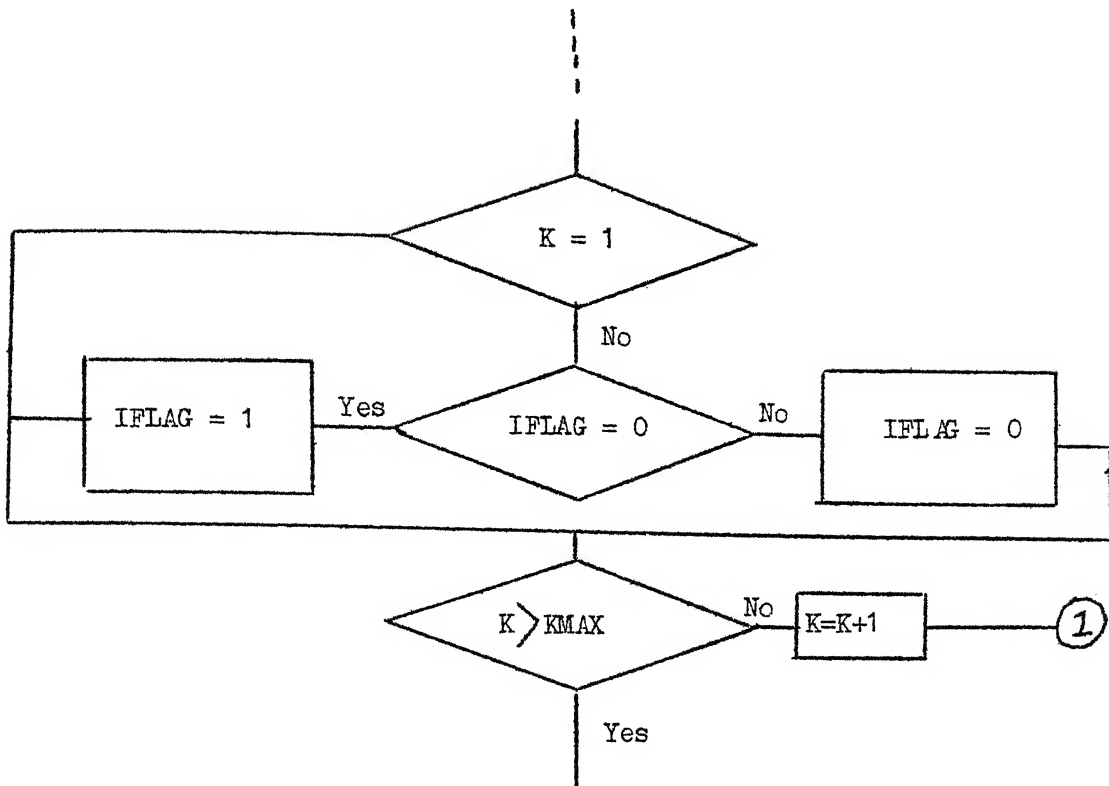 K = 1
No
IFLAG = 1
Yes
IFLAG = 0
No
IFLAG = 0
K > KMAX
No
K=K+1
1
Yes